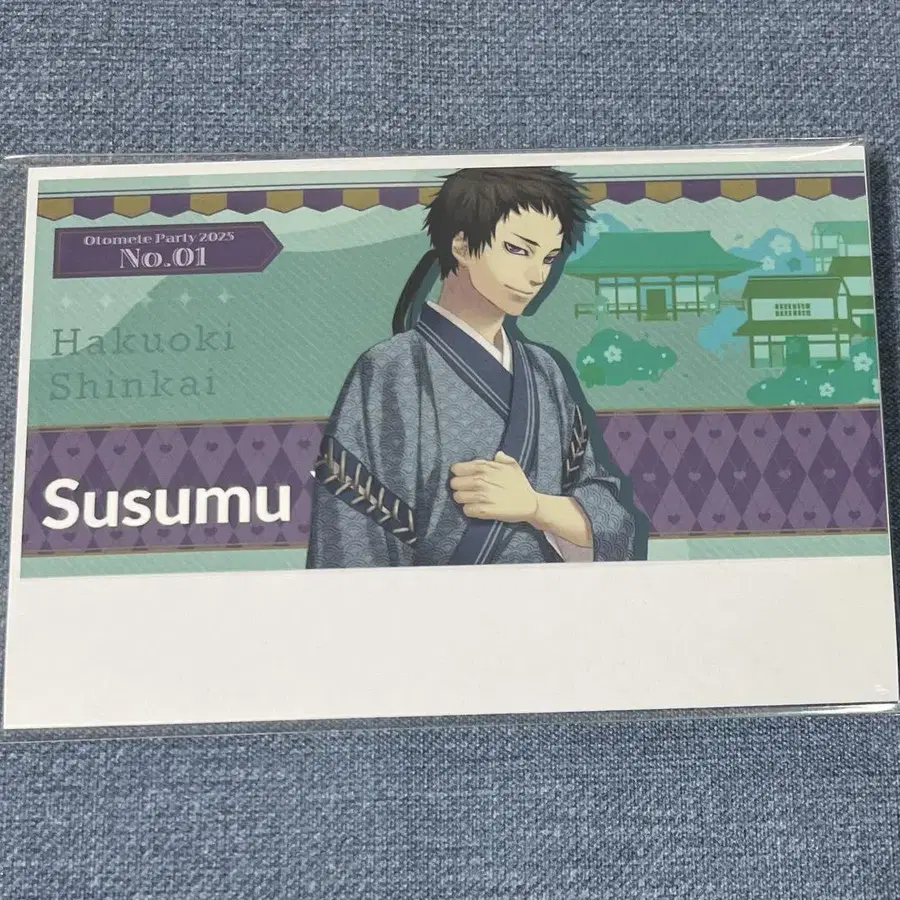 Otomete Party 2025
No.01
Hakuoki
Shinkai
Susumu